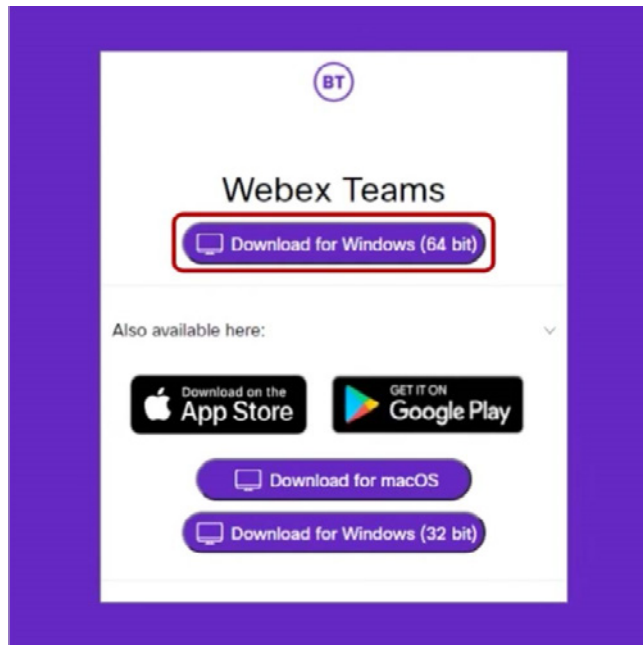 BT
Webex Teams
Download for Windows (64 bit)
Also available here:
Download on the
App Store
GET IT ON
Google Play
Download for macOS
Download for Windows (32 bit)